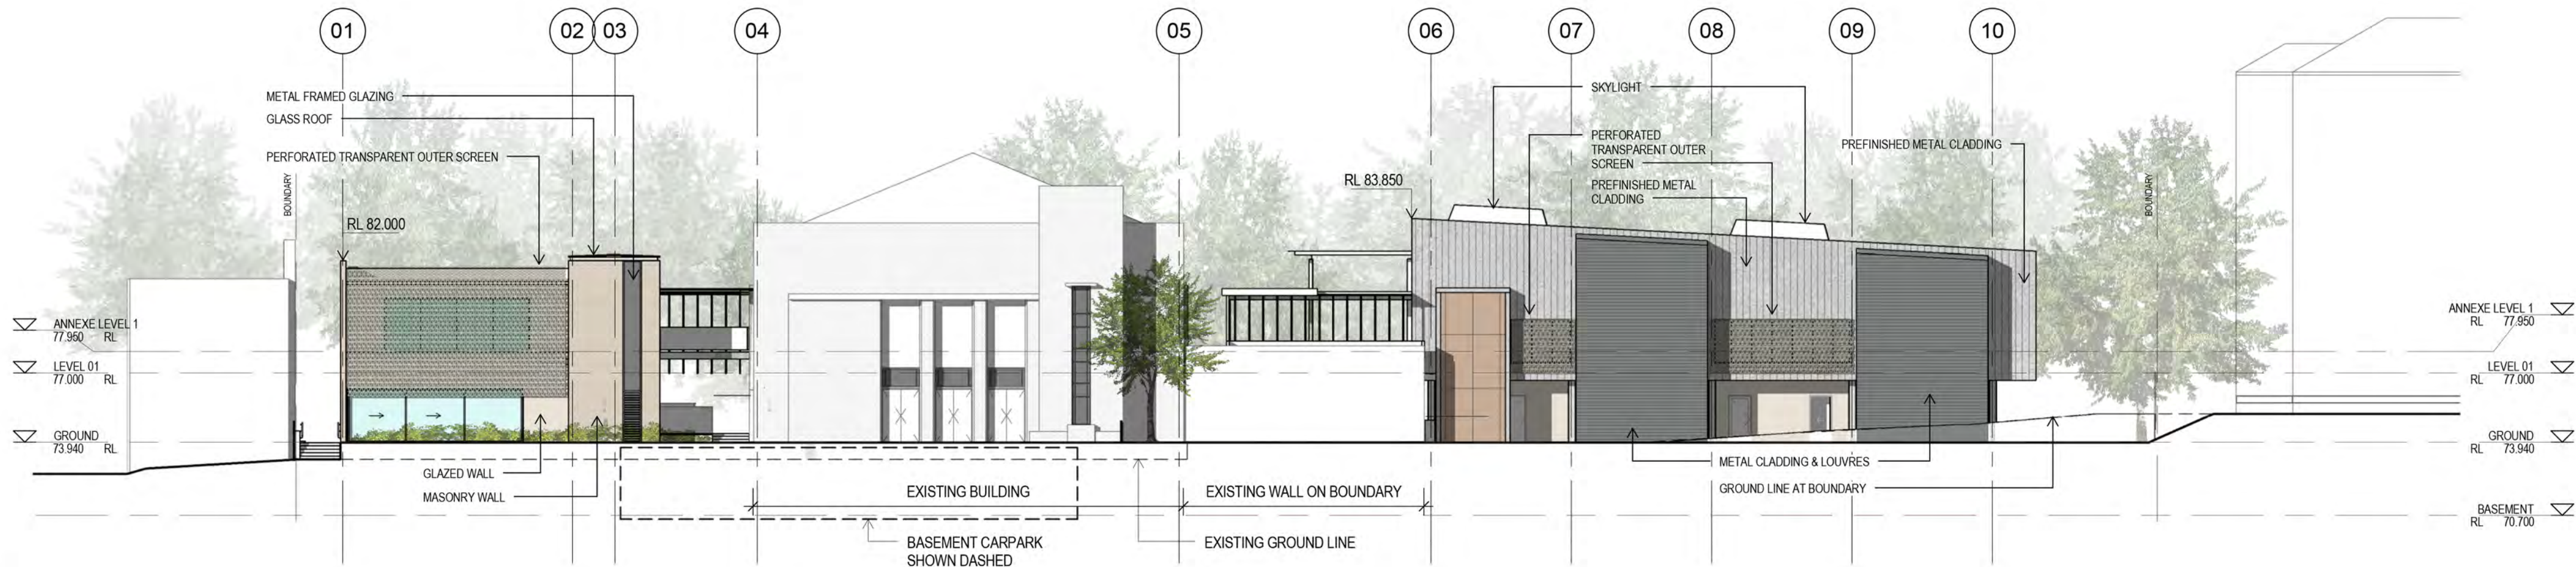 01
02
03
04
05
06
07
08
09
10
METAL FRAMED GLAZING
GLASS ROOF
PERFORATED TRANSPARENT OUTER SCREEN
BOUNDARY
RL 82.000
SKYLIGHT
PERFORATED
TRANSPARENT OUTER
SCREEN
PREFINISHED METAL
CLADDING
PREFINISHED METAL CLADDING
RL 83.850
BOUNDARY
ANNEXE LEVEL 1
77.950 RL
LEVEL 01
77.000 RL
GROUND
73.940 RL
ANNEXE LEVEL 1
RL 77.950
LEVEL 01
RL 77.000
GROUND
RL 73.940
BASEMENT
RL 70.700
GLAZED WALL
MASONRY WALL
EXISTING BUILDING
EXISTING WALL ON BOUNDARY
METAL CLADDING & LOUVRES
GROUND LINE AT BOUNDARY
BASEMENT CARPARK
SHOWN DASHED
EXISTING GROUND LINE